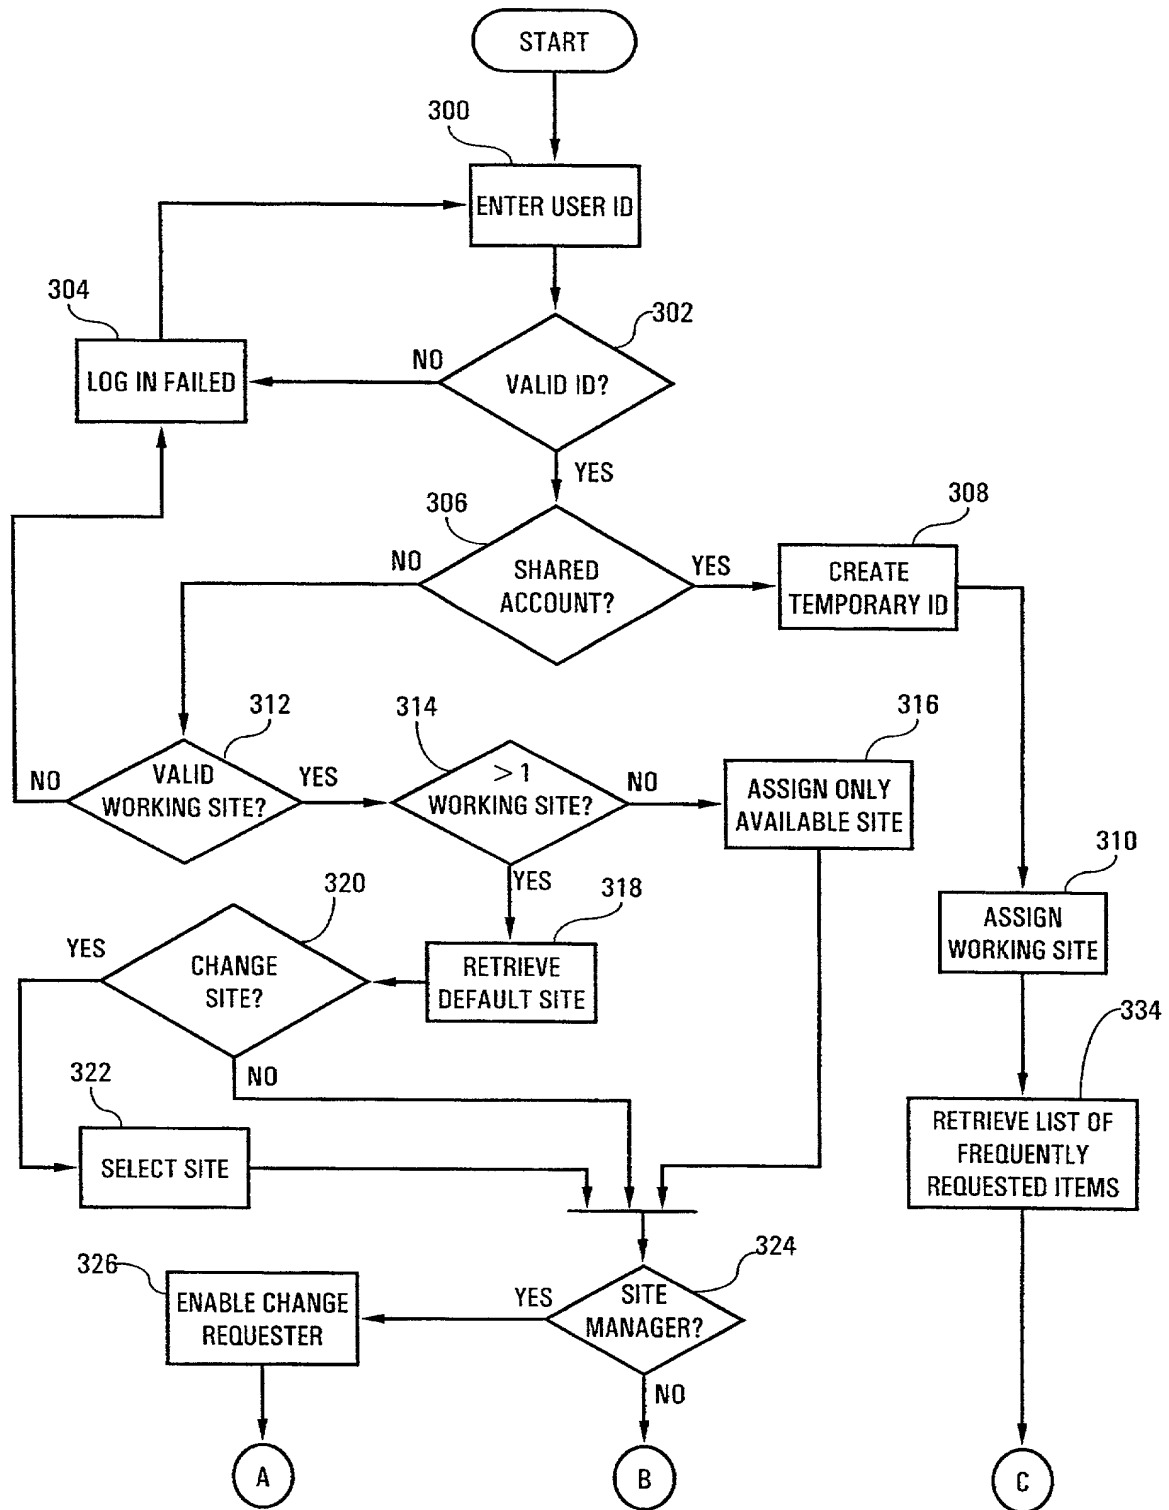 START
300
ENTER USER ID
304
302
LOG IN FAILED
NO
VALID ID?
YES
306
308
NO
SHARED
ACCOUNT?
YES
CREATE
TEMPORARY ID
312
314
316
NO
VALID
WORKING SITE?
YES
> 1
WORKING SITE?
NO
ASSIGN ONLY
AVAILABLE SITE
310
YES
320
318
ASSIGN
WORKING SITE
YES
CHANGE
SITE?
RETRIEVE
DEFAULT SITE
334
NO
322
RETRIEVE LIST OF
FREQUENTLY
REQUESTED ITEMS
SELECT SITE
324
326
ENABLE CHANGE
REQUESTER
YES
SITE
MANAGER?
NO
A
B
C